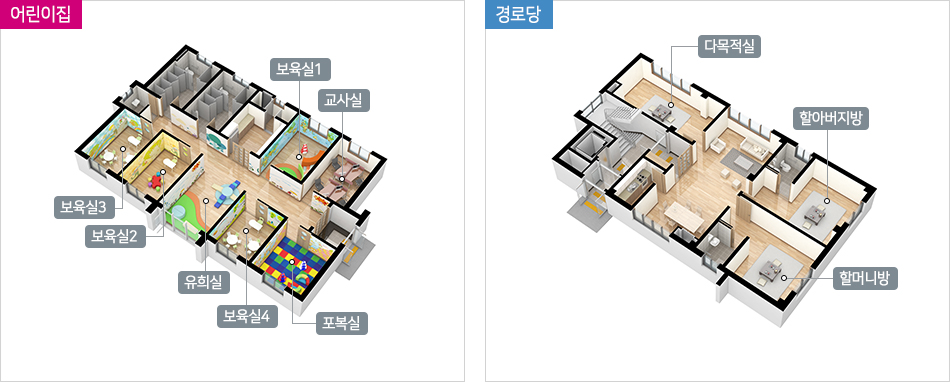 어린이집
보육실1
교사실
보육실3
보육실2
유희실
보육실4
포복실
경로당
다목적실
할아버지방
할머니방